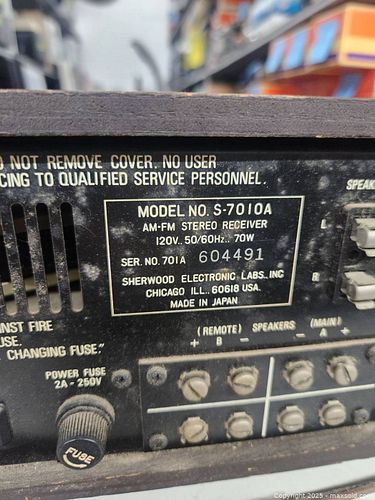 O NOT REMOVE COVER. NO USER
CING TO QUALIFIED SERVICE PERSONNEL.
SPEAK
MODEL NO. S-7010A
AM-FM STEREO RECEIVER
120V. 50/60Hz. 70W
SER. NO. 701A 604491
SHERWOOD ELECTRONIC LABS., INC
CHICAGO ILL., 60618 USA.
MADE IN JAPAN
L
R
NST FIRE
USE.
CHANGING FUSE."
(REMOTE) SPEAKERS (MAIN)
+ B − − A +
POWER FUSE
2A - 250V
FUSE
Copyright 2025 - maxsold.com